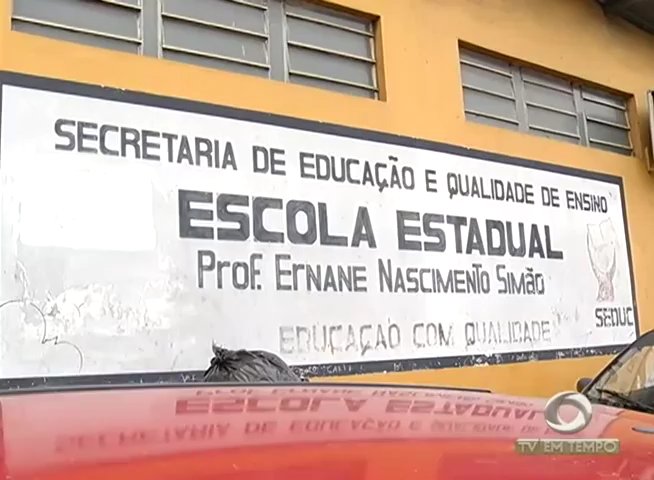 SECRETARIA DE EDUCAÇÃO E QUALIDADE DE ENSINO
ESCOLA ESTADUAL
Prof. Ernane Nascimento Simão
EDUCAÇÃO COM QUALIDADE
SEDUC
TV EM TEMPO